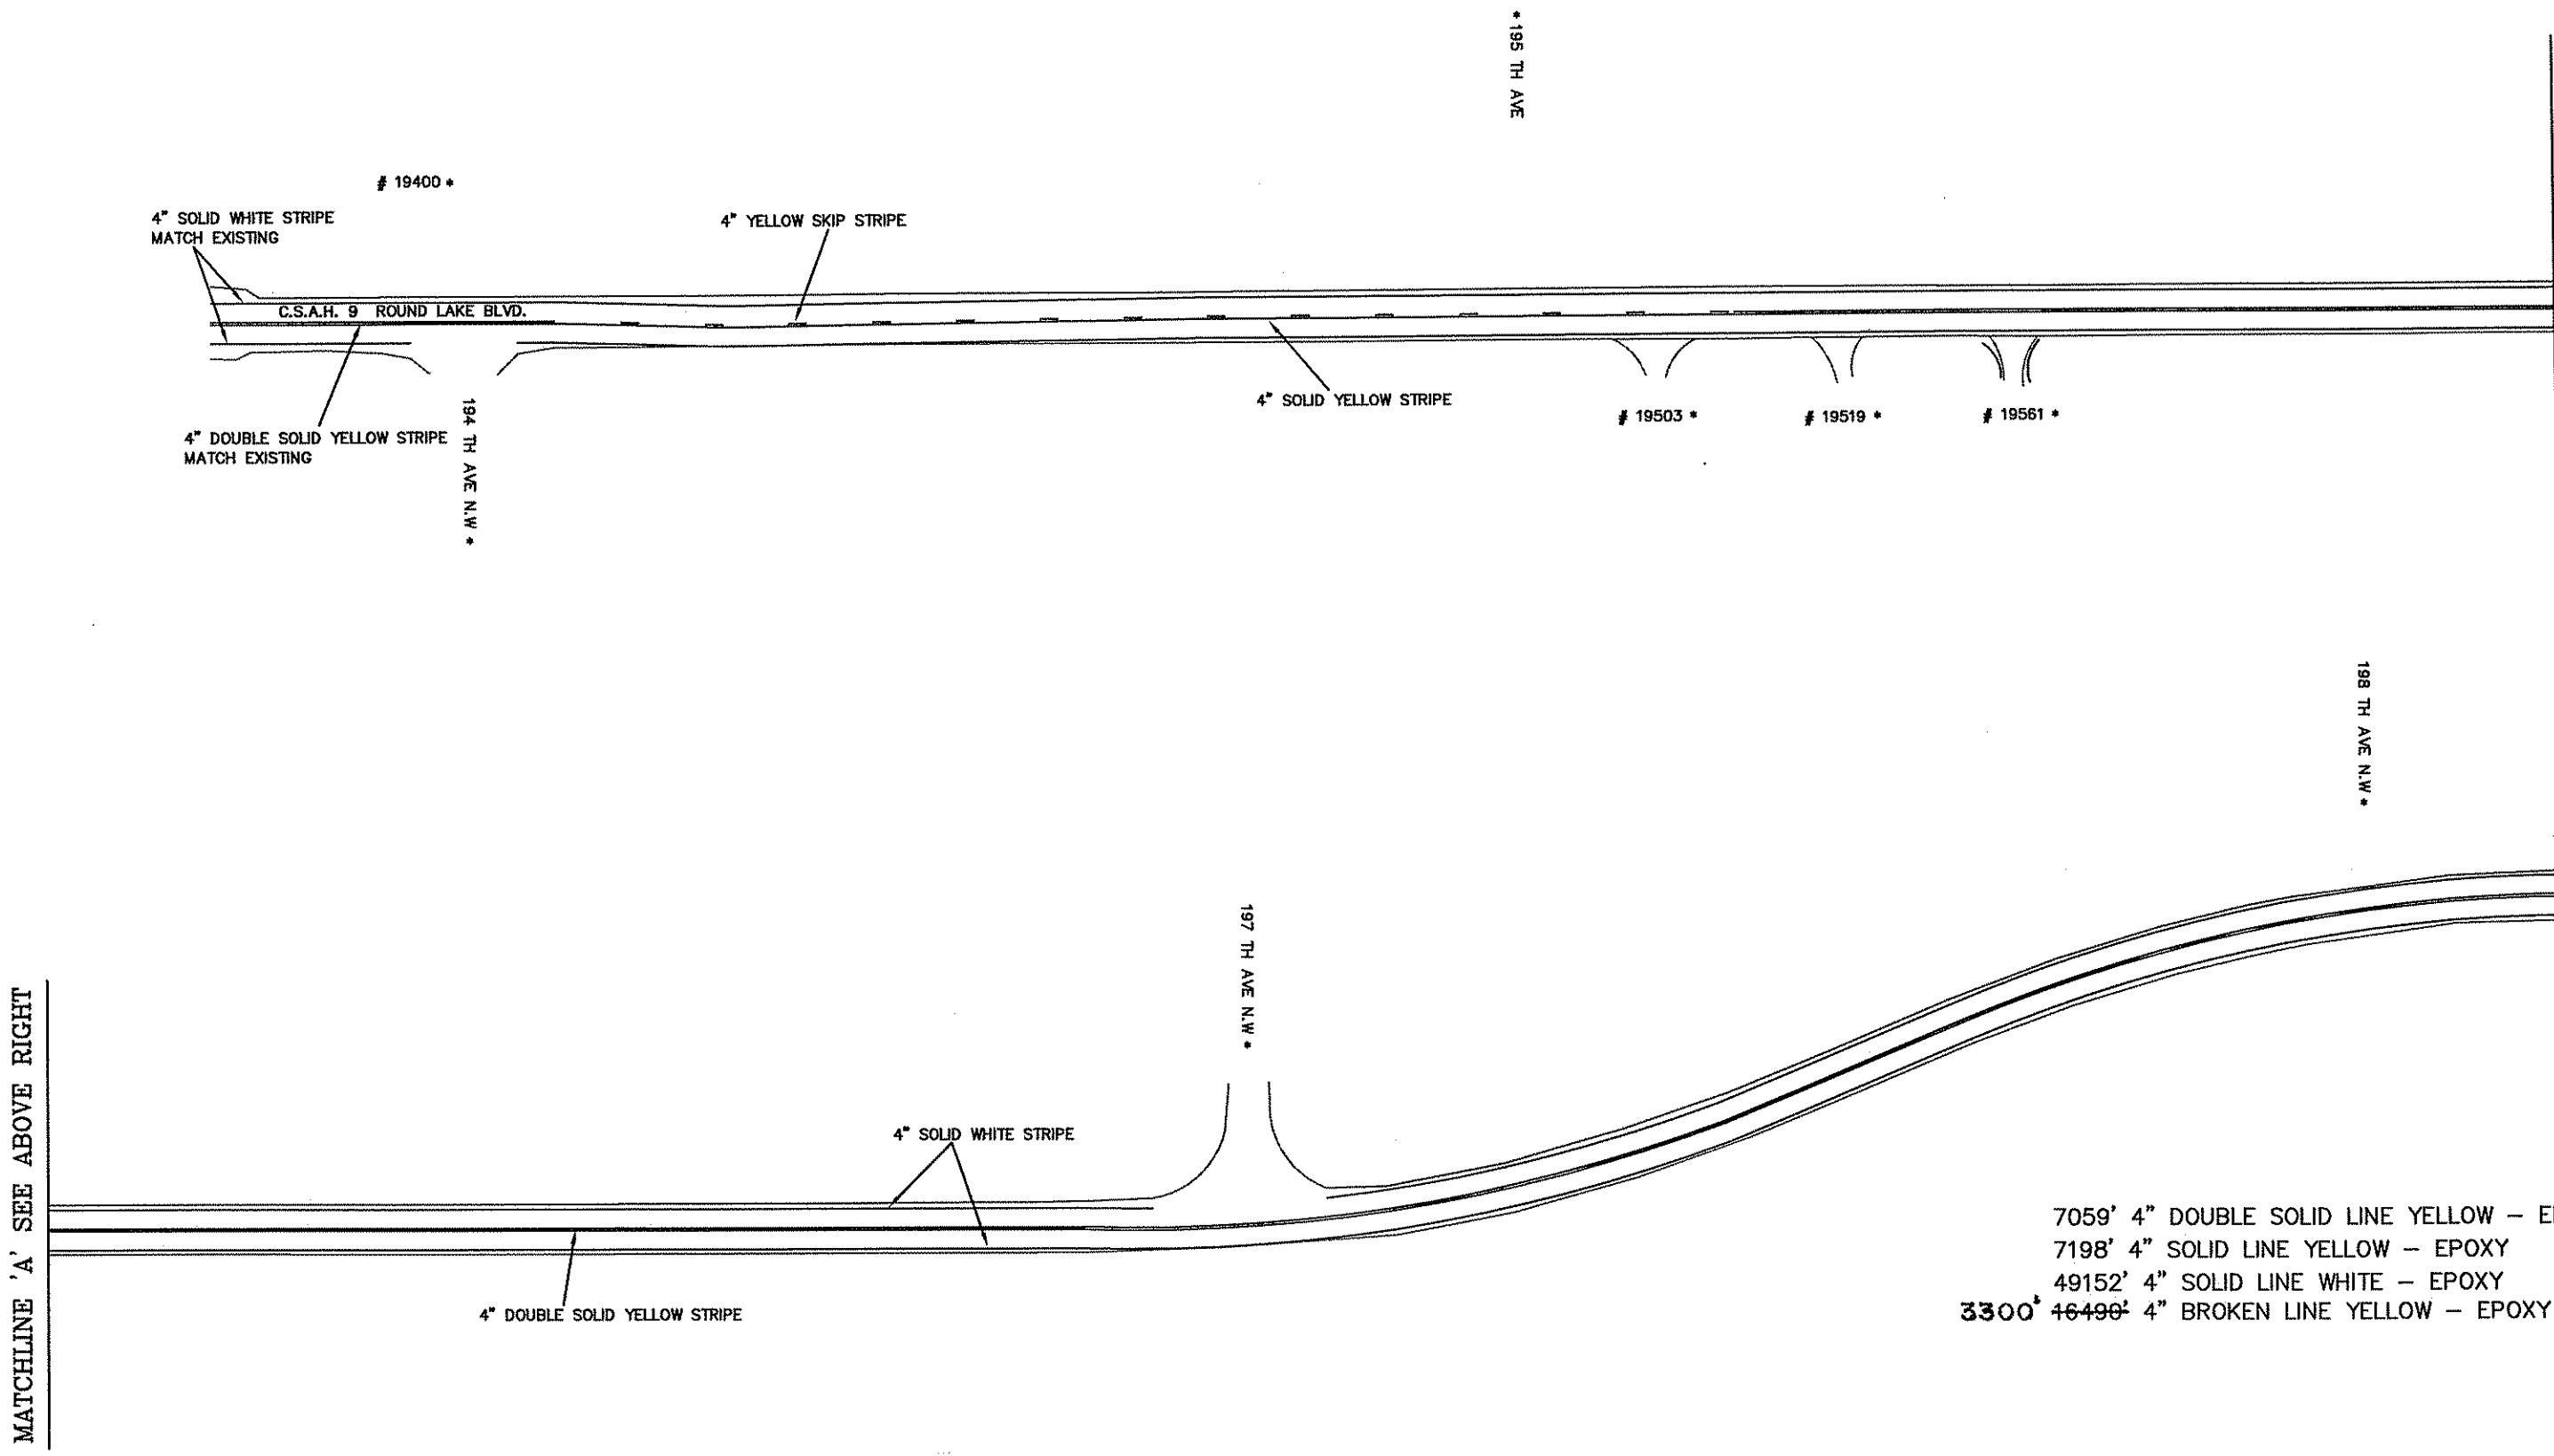 * 195 TH AVE
# 19400 *
4" SOLID WHITE STRIPE
MATCH EXISTING
4" YELLOW SKIP STRIPE
C.S.A.H. 9 ROUND LAKE BLVD.
4" SOLID YELLOW STRIPE
4" DOUBLE SOLID YELLOW STRIPE
MATCH EXISTING
194 TH AVE N.W *
# 19503 *
# 19519 *
# 19561 *
198 TH AVE N.W *
197 TH AVE N.W *
MATCHLINE 'A' SEE ABOVE RIGHT
4" SOLID WHITE STRIPE
4" DOUBLE SOLID YELLOW STRIPE
7059' 4" DOUBLE SOLID LINE YELLOW – E
7198' 4" SOLID LINE YELLOW – EPOXY
49152' 4" SOLID LINE WHITE – EPOXY
3300' 16490' 4" BROKEN LINE YELLOW – EPOXY